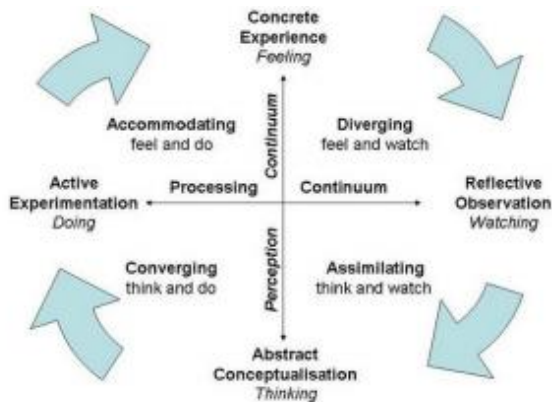 Concrete
Experience
Feeling
Continuum
Accommodating
feel and do
Diverging
feel and watch
Active
Experimentation
Doing
Processing
Continuum
Reflective
Observation
Watching
Perception
Converging
think and do
Assimilating
think and watch
Abstract
Conceptualisation
Thinking